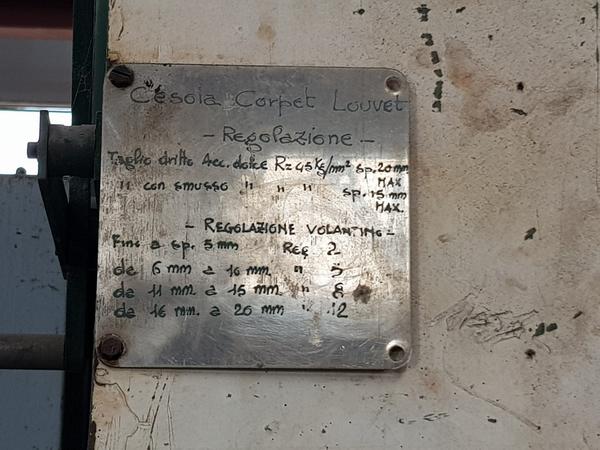 Cesoia Corpet Louvet
- Regolazione -
Taglio dritto Acc. dolce R=45 Kg/mm² sp. 20 mm
MAX
" con smusso " " " sp. 15 mm
MAX.
- REGOLAZIONE VOLANTINO -
Fino a sp. 5 mm Reg 2
da 6 mm a 10 mm " 5
da 11 mm. a 15 mm. " 8
da 16 mm. a 20 mm " 12